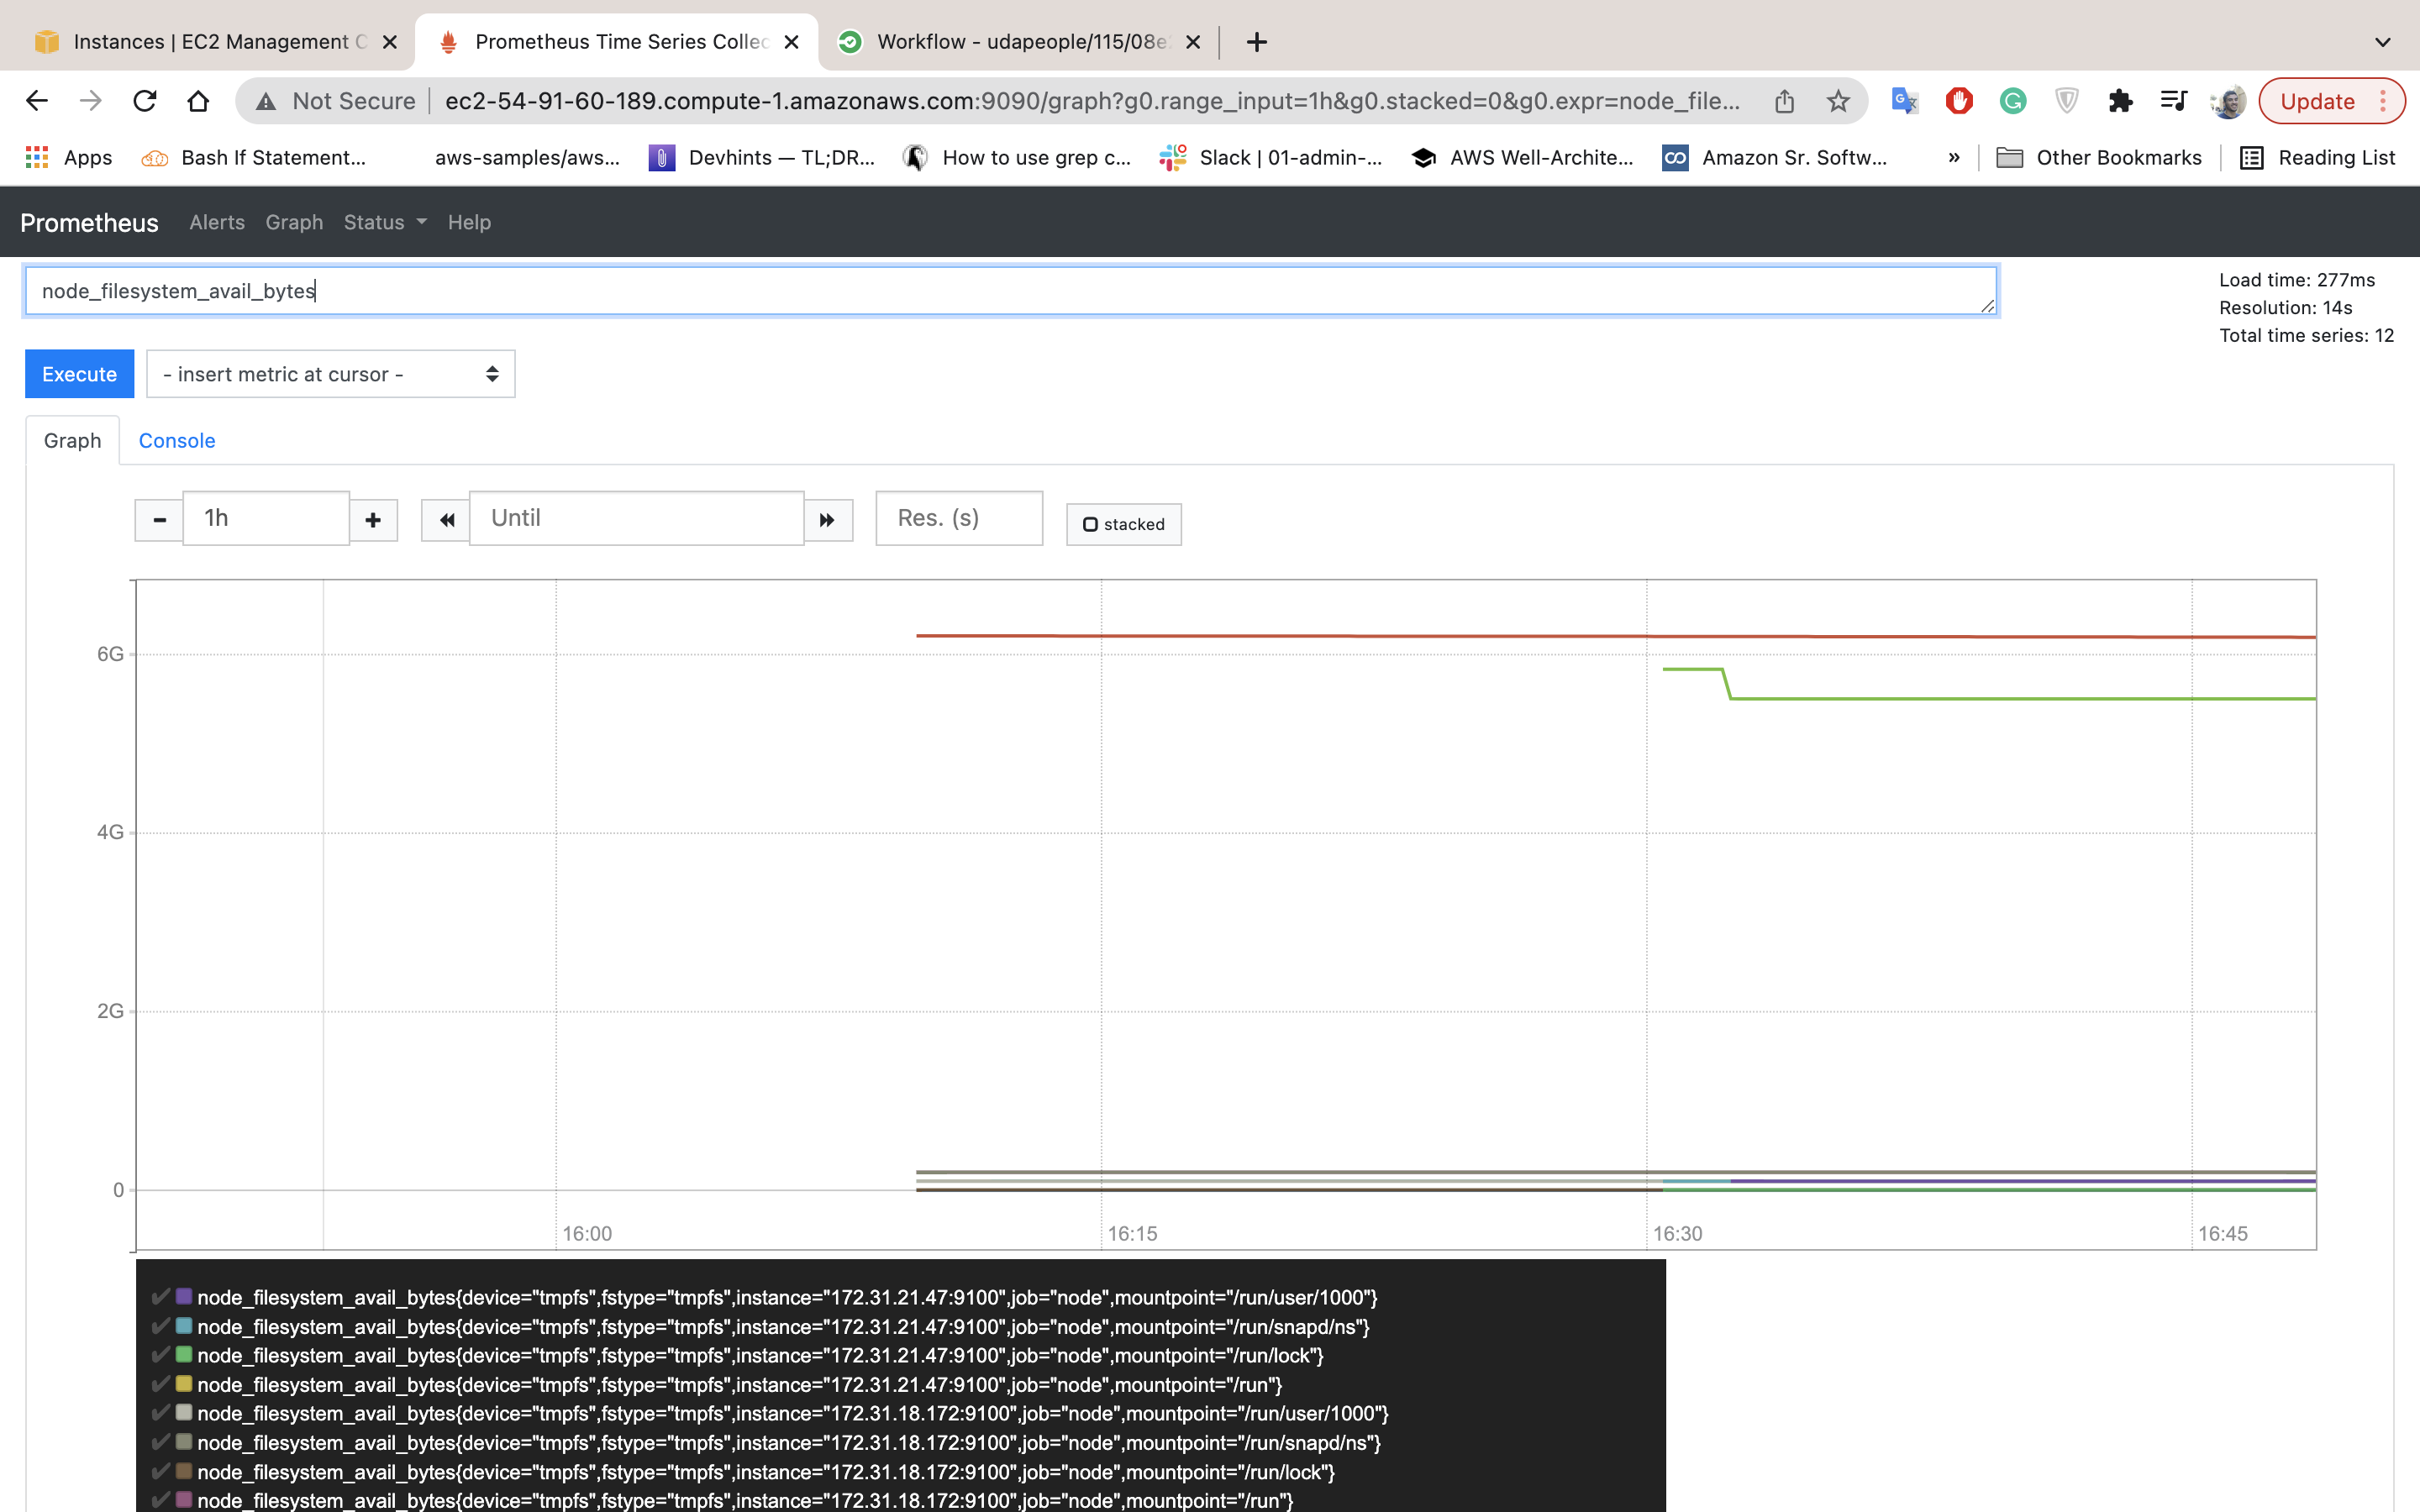 Instances | EC2 Management C
Prometheus Time Series Collec
Workflow - udapeople/115/08e
Not Secure
ec2-54-91-60-189.compute-1.amazonaws.com:9090/graph?g0.range_input=1h&g0.stacked=0&g0.expr=node_file...
Update
Apps
Bash If Statement...
aws-samples/aws...
Devhints — TL;DR...
How to use grep c...
Slack | 01-admin-...
AWS Well-Archite...
Amazon Sr. Softw...
»
Other Bookmarks
Reading List
Prometheus
Alerts
Graph
Status
Help
node_filesystem_avail_bytes
Load time: 277ms
Resolution: 14s
Total time series: 12
Execute
- insert metric at cursor -
Graph
Console
1h
Until
Res. (s)
stacked
6G
4G
2G
0
16:00
16:15
16:30
16:45
node_filesystem_avail_bytes{device="tmpfs",fstype="tmpfs",instance="172.31.21.47:9100",job="node",mountpoint="/run/user/1000"}
node_filesystem_avail_bytes{device="tmpfs",fstype="tmpfs",instance="172.31.21.47:9100",job="node",mountpoint="/run/snapd/ns"}
node_filesystem_avail_bytes{device="tmpfs",fstype="tmpfs",instance="172.31.21.47:9100",job="node",mountpoint="/run/lock"}
node_filesystem_avail_bytes{device="tmpfs",fstype="tmpfs",instance="172.31.21.47:9100",job="node",mountpoint="/run"}
node_filesystem_avail_bytes{device="tmpfs",fstype="tmpfs",instance="172.31.18.172:9100",job="node",mountpoint="/run/user/1000"}
node_filesystem_avail_bytes{device="tmpfs",fstype="tmpfs",instance="172.31.18.172:9100",job="node",mountpoint="/run/snapd/ns"}
node_filesystem_avail_bytes{device="tmpfs",fstype="tmpfs",instance="172.31.18.172:9100",job="node",mountpoint="/run/lock"}
node_filesystem_avail_bytes{device="tmpfs",fstype="tmpfs",instance="172.31.18.172:9100",job="node",mountpoint="/run"}